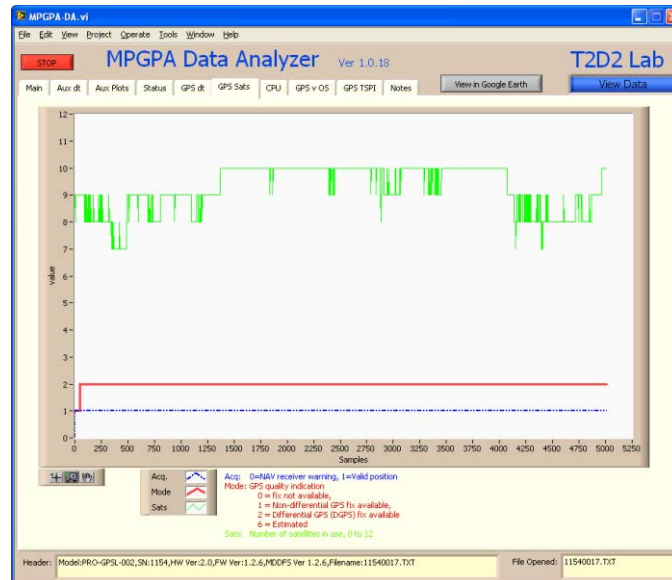 MPGPA-DA.vi
File Edit View Project Operate Tools Window Help
STOP MPGPA Data Analyzer Ver 1.0.18 T2D2 Lab
Main Aux dt Aux Plots Status GPS dt GPS Sats CPU GPS v OS GPS TSPI Notes View in Google Earth View Data
12
11
10
9
8
7
6
5
4
3
2
1
0
value
0 250 500 750 1000 1250 1500 1750 2000 2250 2500 2750 3000 3250 3500 3750 4000 4250 4500 4750 5000 5250
Samples
Acq.
Mode
Sats
Acq: 0=NAV receiver warning, 1=Valid position
Mode: GPS quality indication
0 = fix not available,
1 = Non-differential GPS fix available,
2 = Differential GPS (DGPS) fix available
6 = Estimated
Sats: Number of satellites in use, 0 to 12
Header: Model:PRO-GPSL-002,SN:1154,HW Ver:2.0,FW Ver:1.2.6,MDDFS Ver 1.2.6,Filename:11540017.TXT File Opened: 11540017.TXT